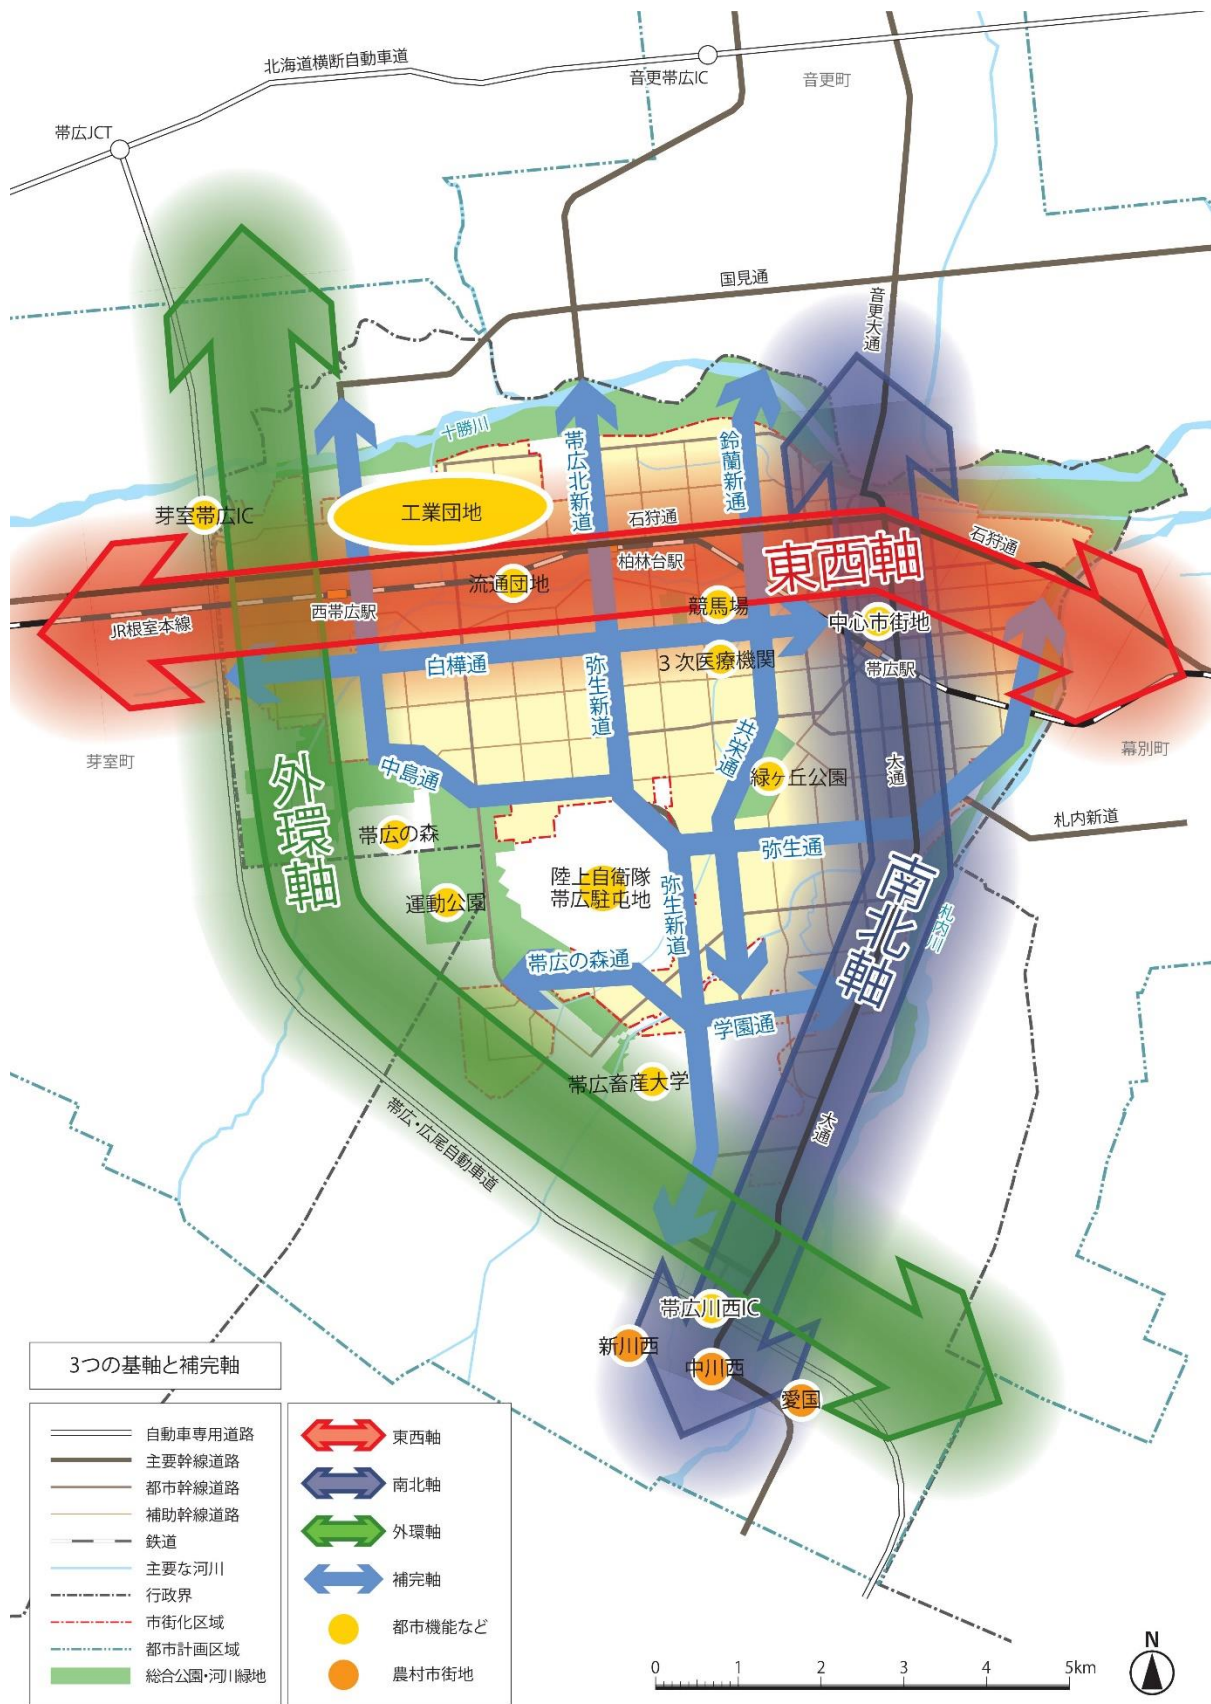 北海道横断自動車道
音更帯広IC
音更町
帯広JCT
国見通
音更大通
十勝川
帯広北新道
鈴蘭新通
芽室帯広IC
工業団地
石狩通
石狩通
柏林台駅
東西軸
流通団地
西帯広駅
競馬場
中心市街地
JR根室本線
白樺通
弥生新道
3次医療機関
帯広駅
共栄通
芽室町
幕別町
中島通
緑ヶ丘公園
大通
外環軸
帯広の森
弥生通
札内新道
陸上自衛隊
帯広駐屯地
運動公園
弥生新道
南北軸
札内川
帯広の森通
学園通
帯広畜産大学
帯広・広尾自動車道
大通
帯広川西IC
新川西
中川西
愛国
3つの基軸と補完軸
自動車専用道路
主要幹線道路
都市幹線道路
補助幹線道路
鉄道
主要な河川
行政界
市街化区域
都市計画区域
総合公園・河川緑地
東西軸
南北軸
外環軸
補完軸
都市機能など
農村市街地
0 1 2 3 4 5km
N